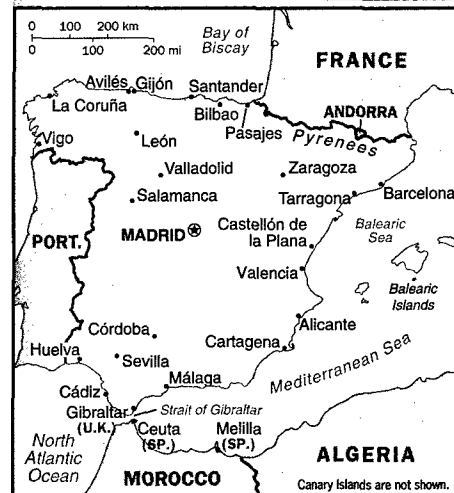 0 100 200 km
0 100 200 mi
Bay of
Biscay
FRANCE
Avilés Gijón
Santander
La Coruña
Bilbao
ANDORRA
Pasajes
Pyrenees
Vigo
León
Valladolid
Zaragoza
Salamanca
Tarragona
Barcelona
PORT.
MADRID
Castellón de
la Plana
Balearic
Sea
Valencia
Balearic
Islands
Alicante
Córdoba
Cartagena
Huelva
Sevilla
Mediterranean Sea
Málaga
Cádiz
Gibraltar
(U.K.)
Strait of Gibraltar
Ceuta
(SP.)
Melilla
(SP.)
North
Atlantic
Ocean
ALGERIA
MOROCCO
Canary Islands are not shown.